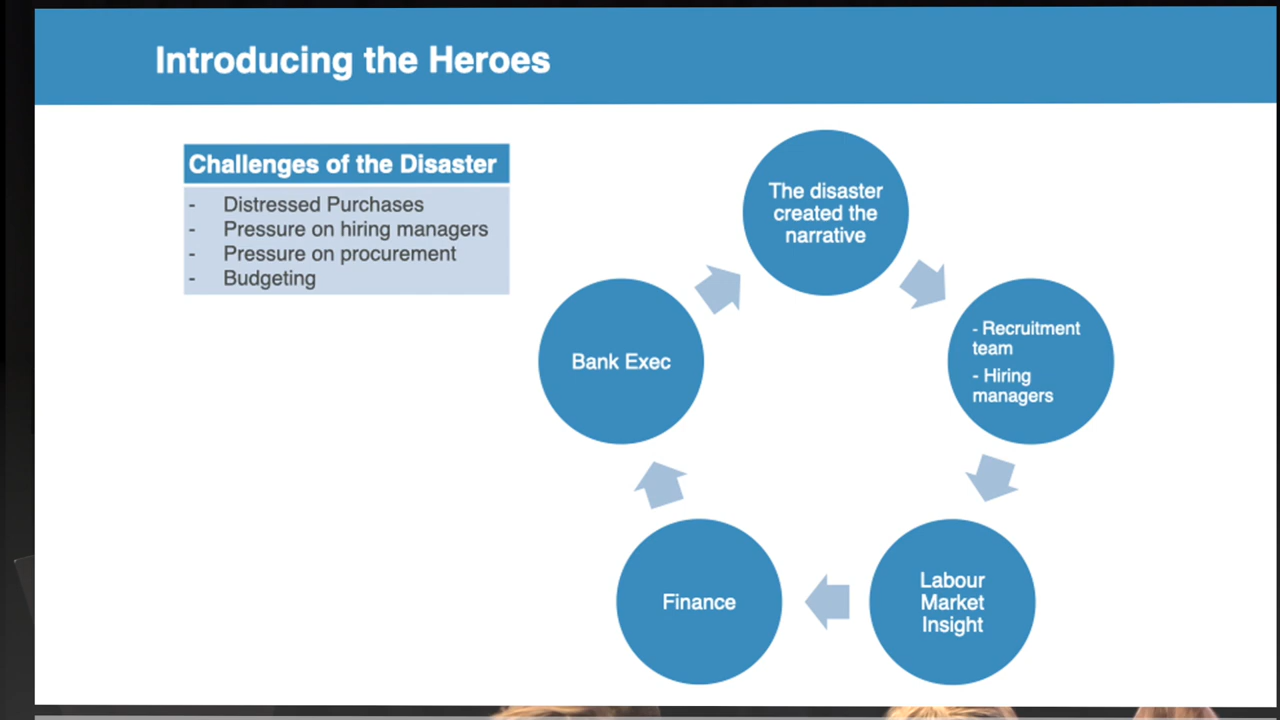 Introducing the Heroes
Challenges of the Disaster
- Distressed Purchases
- Pressure on hiring managers
- Pressure on procurement
- Budgeting
The disaster
created the
narrative
- Recruitment
team
- Hiring
managers
Labour
Market
Insight
Finance
Bank Exec